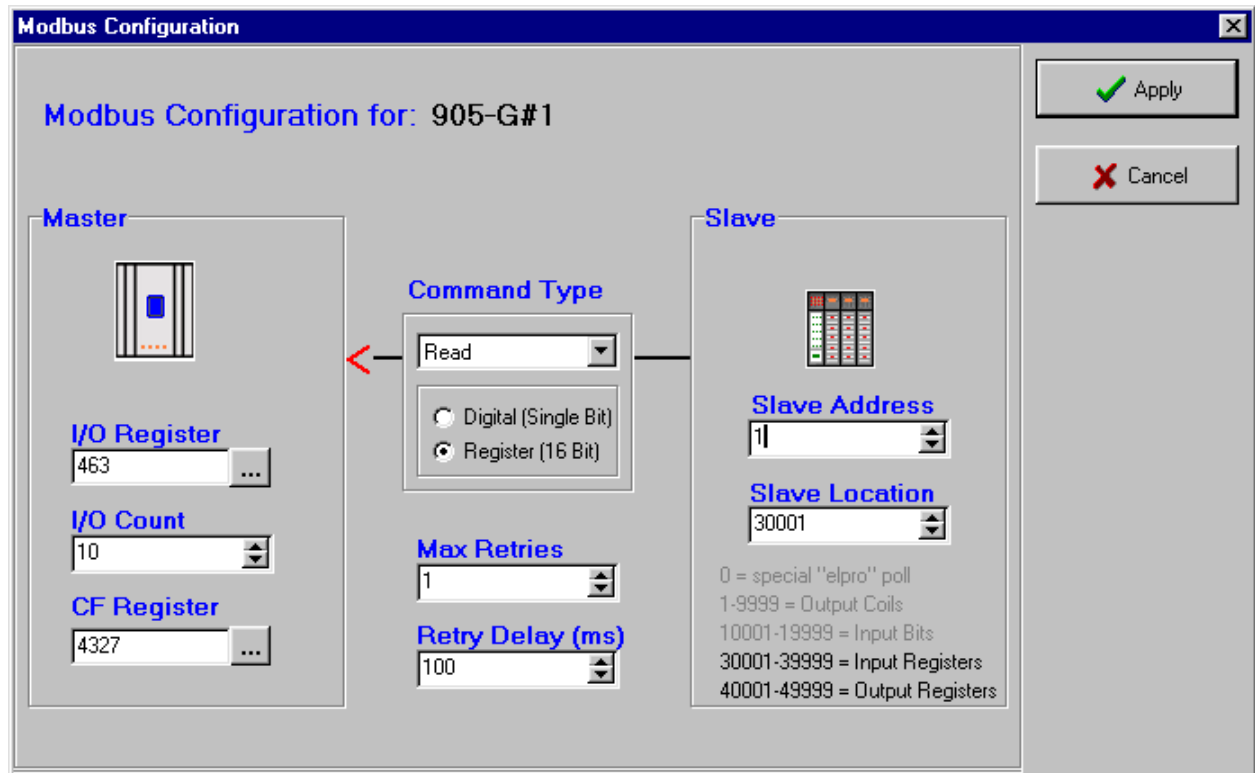 Modbus Configuration
Modbus Configuration for: 905-G#1
Apply
Cancel
Master
I/O Register
463
...
I/O Count
10
CF Register
4327
...
Command Type
Read
Digital (Single Bit)
Register (16 Bit)
Max Retries
1
Retry Delay (ms)
100
Slave
Slave Address
1
Slave Location
30001
0 = special "elpro" poll
1-9999 = Output Coils
10001-19999 = Input Bits
30001-39999 = Input Registers
40001-49999 = Output Registers